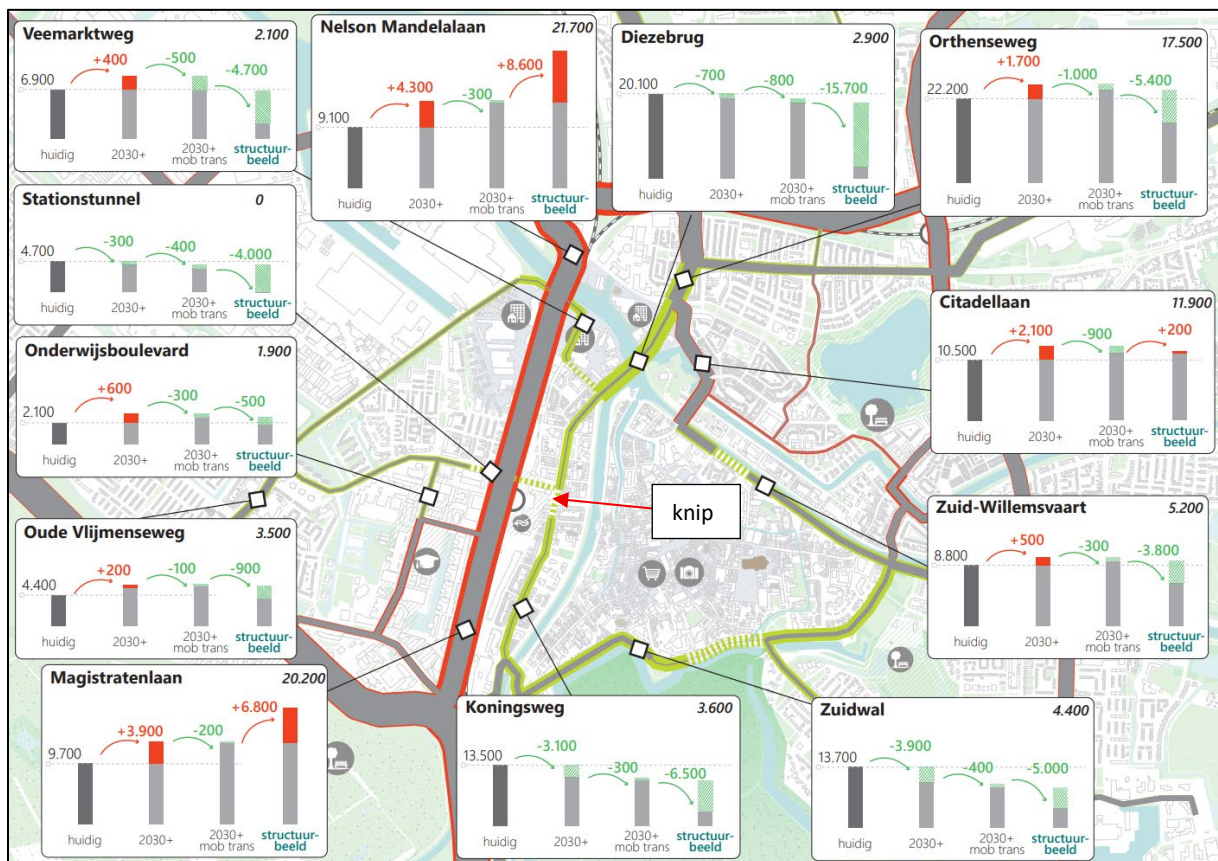 Veemarktweg 2.100
+400 -500 -4.700
6.900
huidig 2030+ 2030+ mob trans structuur-beeld
Nelson Mandelalaan 21.700
+4.300 -300 +8.600
9.100
huidig 2030+ 2030+ mob trans structuur-beeld
Diezebrug 2.900
-700 -800 -15.700
20.100
huidig 2030+ 2030+ mob trans structuur-beeld
Orthenseweg 17.500
+1.700 -1.000 -5.400
22.200
huidig 2030+ 2030+ mob trans structuur-beeld
Stationstunnel 0
-300 -400 -4.000
4.700
huidig 2030+ 2030+ mob trans structuur-beeld
Citadellaan 11.900
+2.100 -900 +200
10.500
huidig 2030+ 2030+ mob trans structuur-beeld
Onderwijsboulevard 1.900
+600 -300 -500
2.100
huidig 2030+ 2030+ mob trans structuur-beeld
knip
Zuid-Willemsvaart 5.200
+500 -300 -3.800
8.800
huidig 2030+ 2030+ mob trans structuur-beeld
Oude Vlijmenseweg 3.500
+200 -100 -900
4.400
huidig 2030+ 2030+ mob trans structuur-beeld
Magistratenlaan 20.200
+3.900 -200 +6.800
9.700
huidig 2030+ 2030+ mob trans structuur-beeld
Koningsweg 3.600
-3.100 -300 -6.500
13.500
huidig 2030+ 2030+ mob trans structuur-beeld
Zuidwal 4.400
-3.900 -400 -5.000
13.700
huidig 2030+ 2030+ mob trans structuur-beeld